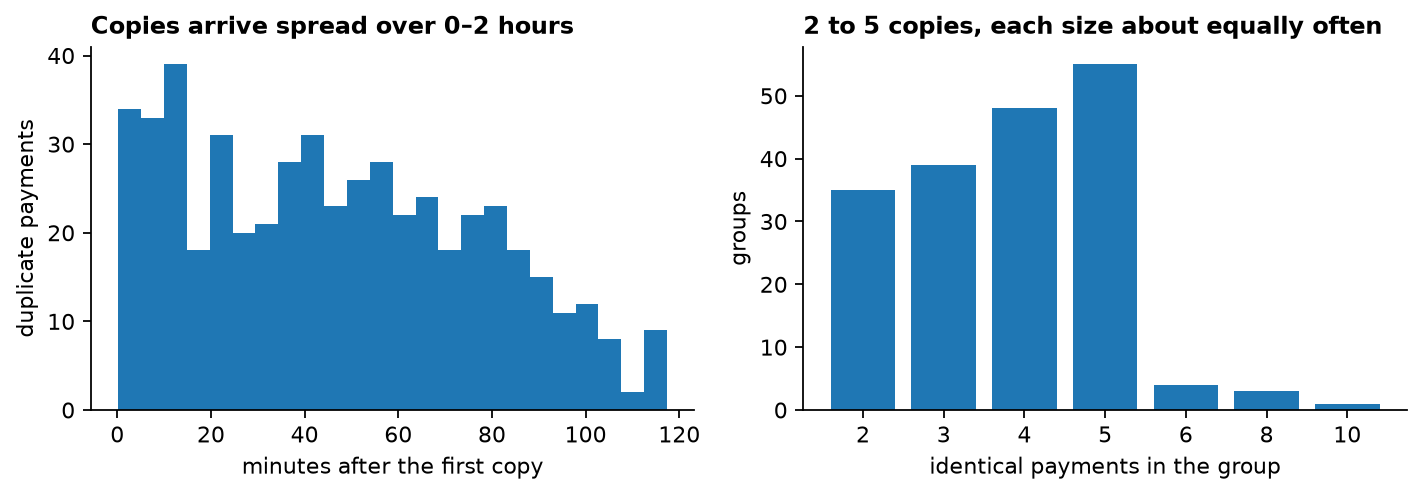 Copies arrive spread over 0–2 hours
40
30
20
10
0
duplicate payments
0 20 40 60 80 100 120
minutes after the first copy
2 to 5 copies, each size about equally often
50
40
30
20
10
0
groups
2 3 4 5 6 8 10
identical payments in the group